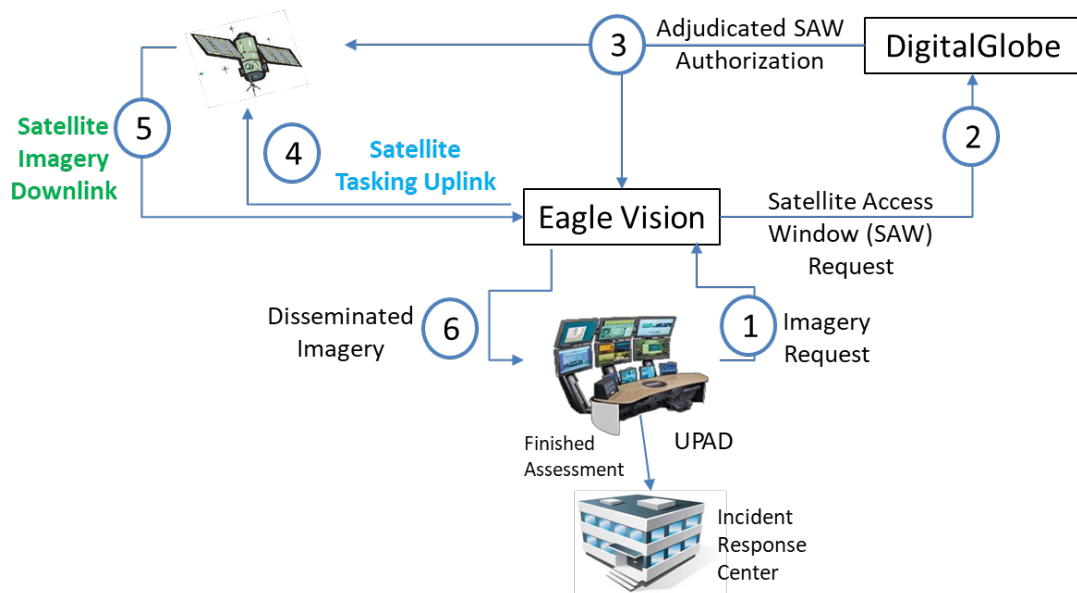 3
Adjudicated SAW
Authorization
DigitalGlobe
5
Satellite
Imagery
Downlink
4
Satellite
Tasking Uplink
2
Eagle Vision
Satellite Access
Window (SAW)
Request
Disseminated
Imagery
6
1
Imagery
Request
Finished
Assessment
UPAD
Incident
Response
Center